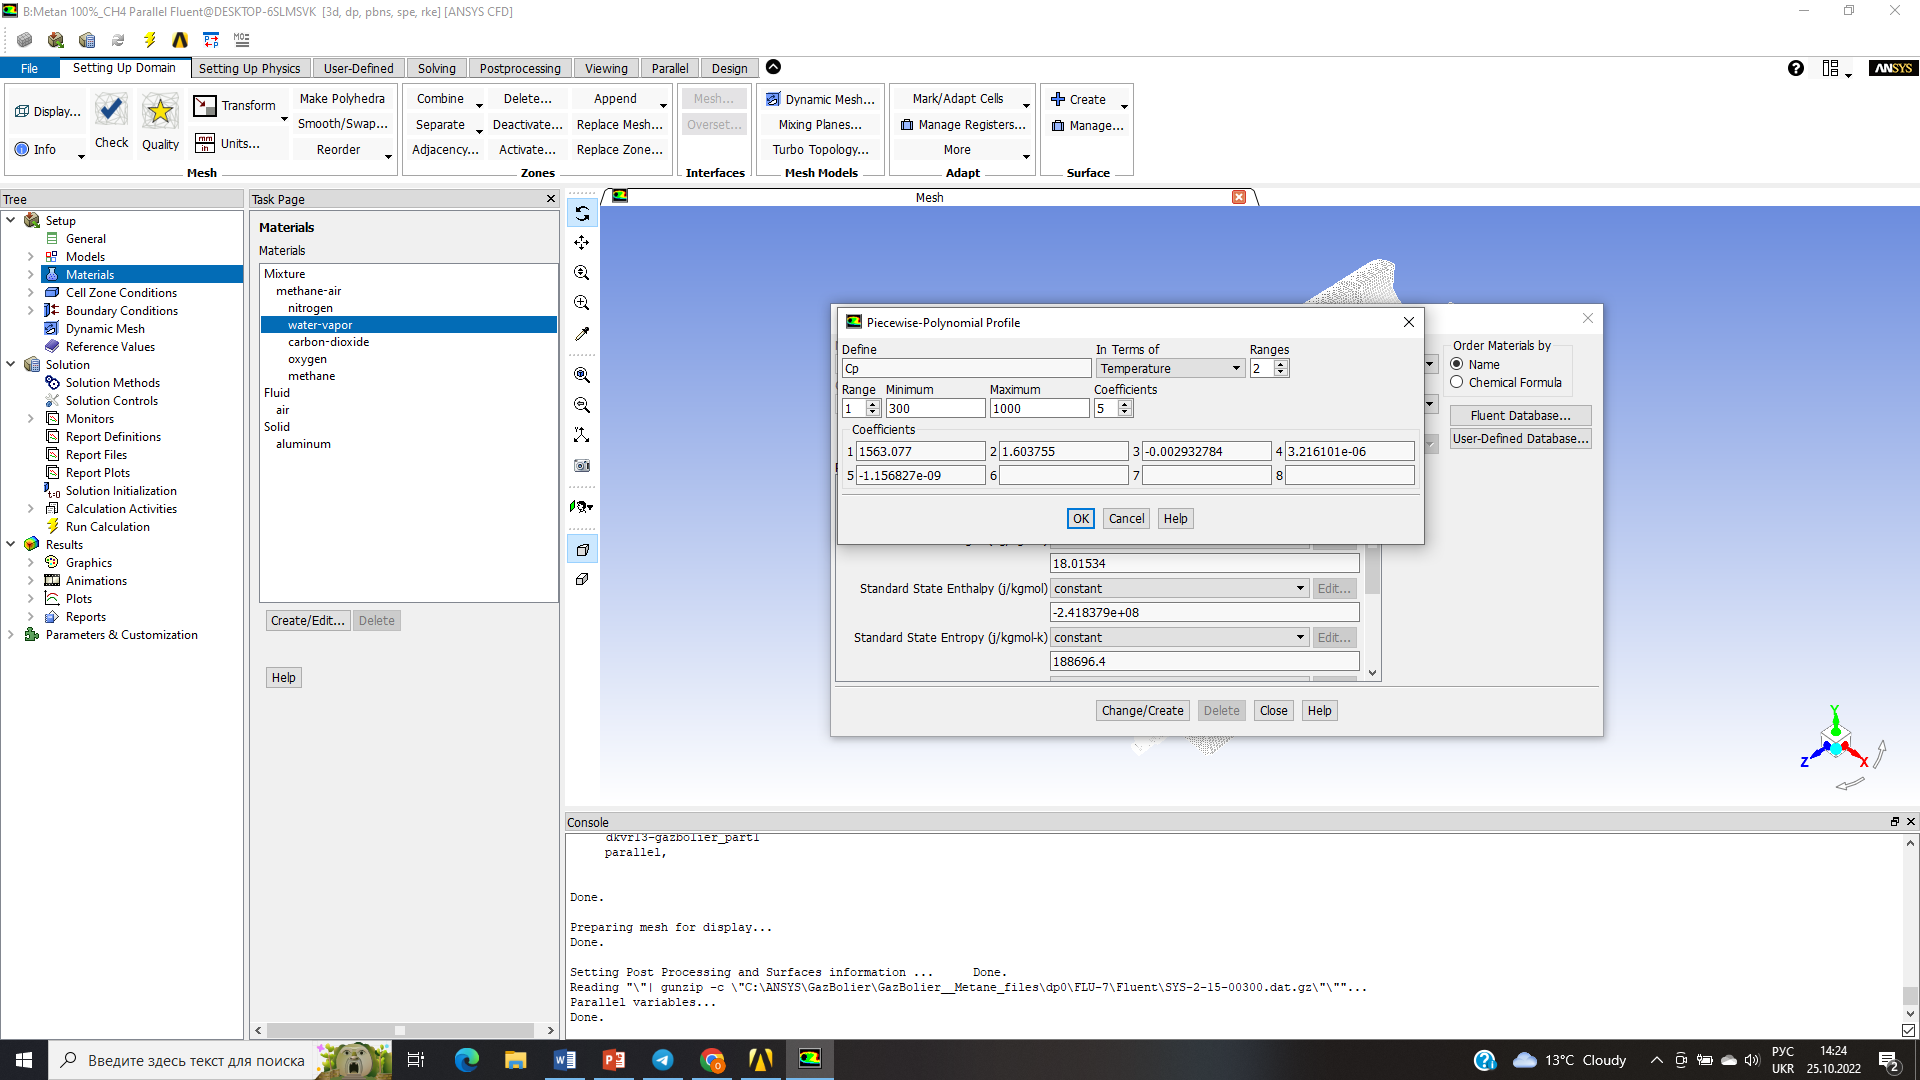 B:Metan 100%_CH4 Parallel Fluent@DESKTOP-6SLMSVK [3d, dp, pbns, spe, rke] [ANSYS CFD]
File Setting Up Domain Setting Up Physics User-Defined Solving Postprocessing Viewing Parallel Design ANSYS
Display... Check Quality Transform Make Polyhedra
Smooth/Swap...
Info Units... Reorder
Mesh
Combine Delete... Append
Separate Deactivate... Replace Mesh...
Adjacency... Activate... Replace Zone...
Zones
Mesh...
Overset...
Interfaces
Dynamic Mesh...
Mixing Planes...
Turbo Topology...
Mesh Models
Mark/Adapt Cells
Manage Registers...
More
Adapt
Create
Manage...
Surface
Tree
Setup
General
Models
Materials
Cell Zone Conditions
Boundary Conditions
Dynamic Mesh
Reference Values
Solution
Solution Methods
Solution Controls
Monitors
Report Definitions
Report Files
Report Plots
Solution Initialization
Calculation Activities
Run Calculation
Results
Graphics
Animations
Plots
Reports
Parameters & Customization
Task Page
Materials
Materials
Mixture
methane-air
nitrogen
water-vapor
carbon-dioxide
oxygen
methane
Fluid
air
Solid
aluminum
Create/Edit... Delete
Help
Mesh
Piecewise-Polynomial Profile
Define In Terms of Ranges
Cp Temperature 2
Range Minimum Maximum Coefficients
1 300 1000 5
Coefficients
1 1563.077 2 1.603755 3 -0.002932784 4 3.216101e-06
5 -1.156827e-09 6 7 8
OK Cancel Help
Order Materials by
Name
Chemical Formula
Fluent Database...
User-Defined Database...
18.01534
Standard State Enthalpy (j/kgmol) constant Edit...
-2.418379e+08
Standard State Entropy (j/kgmol-k) constant Edit...
188696.4
Change/Create Delete Close Help
Y
Z X
Console
dkvr13-gazbolier_part1
parallel,
Done.
Preparing mesh for display...
Done.
Setting Post Processing and Surfaces information ... Done.
Reading "\"| gunzip -c \"C:\ANSYS\GazBolier\GazBolier__Metane_files\dp0\FLU-7\Fluent\SYS-2-15-00300.dat.gz\"\""...
Parallel variables...
Done.
Введите здесь текст для поиска
13°C Cloudy
РУС
UKR
14:24
25.10.2022
2